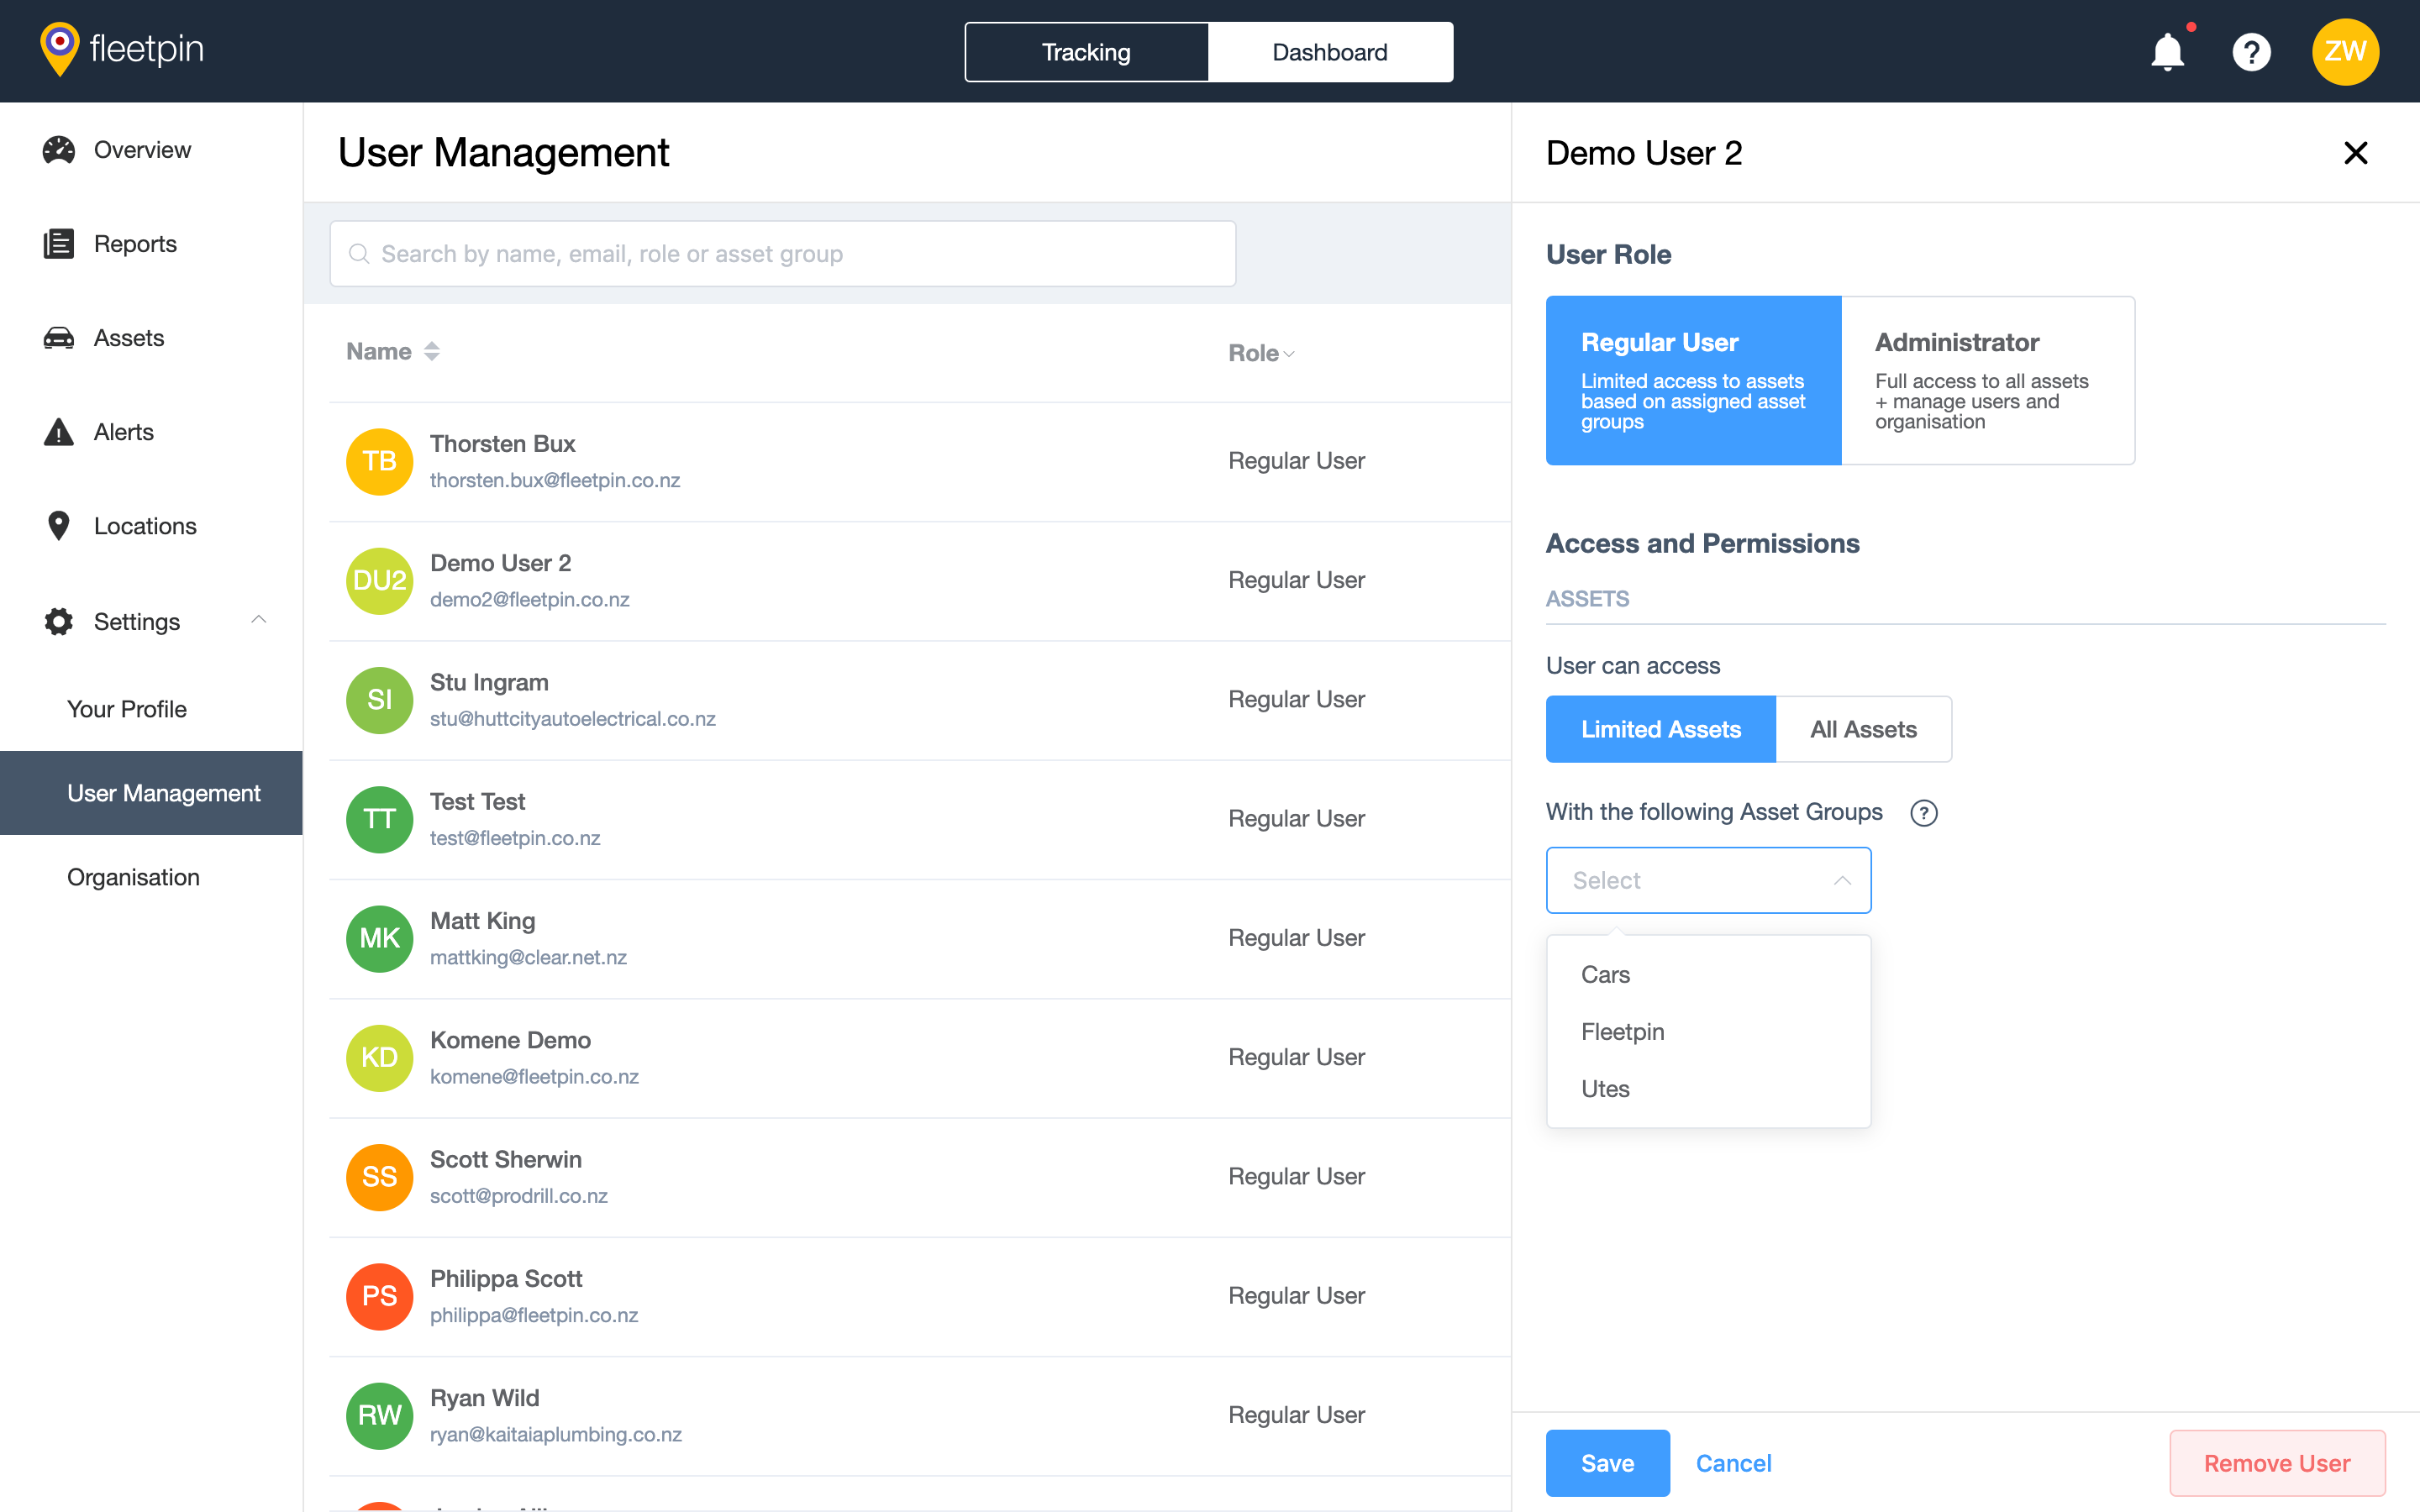 fleetpin
Tracking
Dashboard
ZW
Overview
Reports
Assets
Alerts
Locations
Settings
Your Profile
User Management
Organisation
User Management
Search by name, email, role or asset group
Name
Role
TB
Thorsten Bux
thorsten.bux@fleetpin.co.nz
Regular User
DU2
Demo User 2
demo2@fleetpin.co.nz
Regular User
SI
Stu Ingram
stu@huttcityautoelectrical.co.nz
Regular User
TT
Test Test
test@fleetpin.co.nz
Regular User
MK
Matt King
mattking@clear.net.nz
Regular User
KD
Komene Demo
komene@fleetpin.co.nz
Regular User
SS
Scott Sherwin
scott@prodrill.co.nz
Regular User
PS
Philippa Scott
philippa@fleetpin.co.nz
Regular User
RW
Ryan Wild
ryan@kaitaiaplumbing.co.nz
Regular User
Demo User 2
User Role
Regular User
Limited access to assets
based on assigned asset
groups
Administrator
Full access to all assets
+ manage users and
organisation
Access and Permissions
ASSETS
User can access
Limited Assets
All Assets
With the following Asset Groups
?
Select
Cars
Fleetpin
Utes
Save
Cancel
Remove User